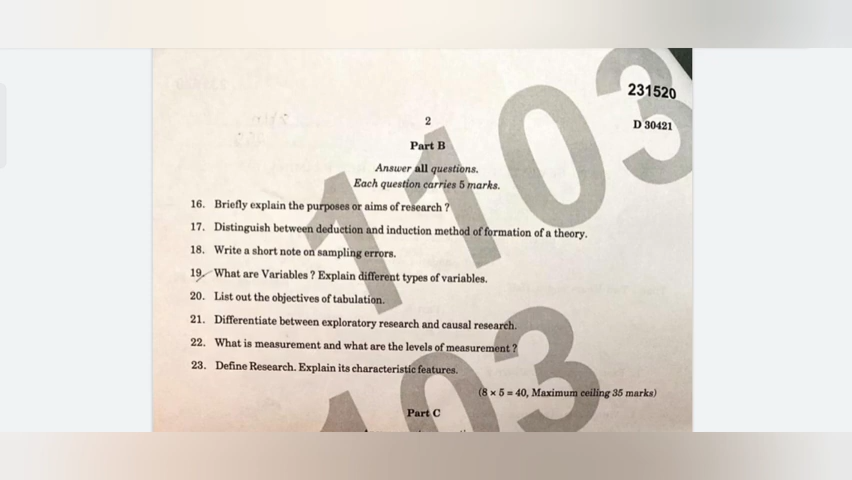 231520
2
D 30421
Part B
Answer all questions.
Each question carries 5 marks.
16. Briefly explain the purposes or aims of research ?
17. Distinguish between deduction and induction method of formation of a theory.
18. Write a short note on sampling errors.
19. What are Variables ? Explain different types of variables.
20. List out the objectives of tabulation.
21. Differentiate between exploratory research and causal research.
22. What is measurement and what are the levels of measurement ?
23. Define Research. Explain its characteristic features.
(8 × 5 = 40, Maximum ceiling 35 marks)
Part C
1103
103